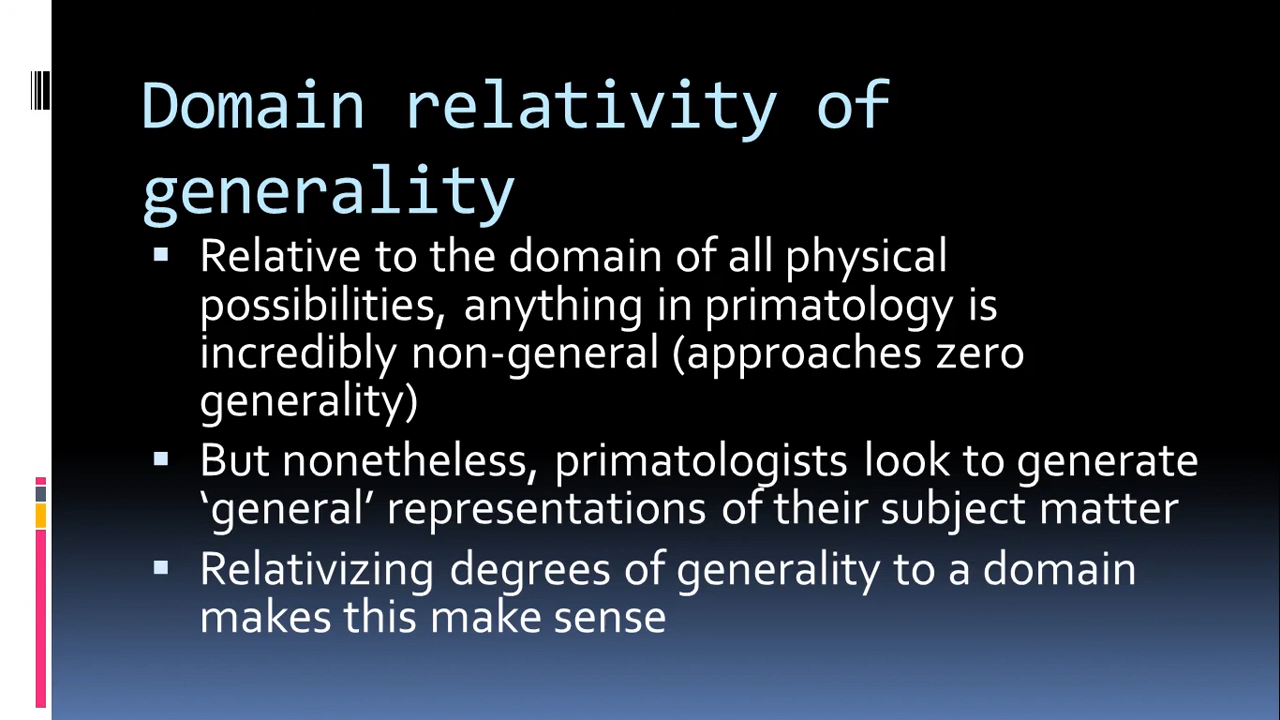 Domain relativity of
generality
▪ Relative to the domain of all physical
possibilities, anything in primatology is
incredibly non-general (approaches zero
generality)
▪ But nonetheless, primatologists look to generate
‘general’ representations of their subject matter
▪ Relativizing degrees of generality to a domain
makes this make sense